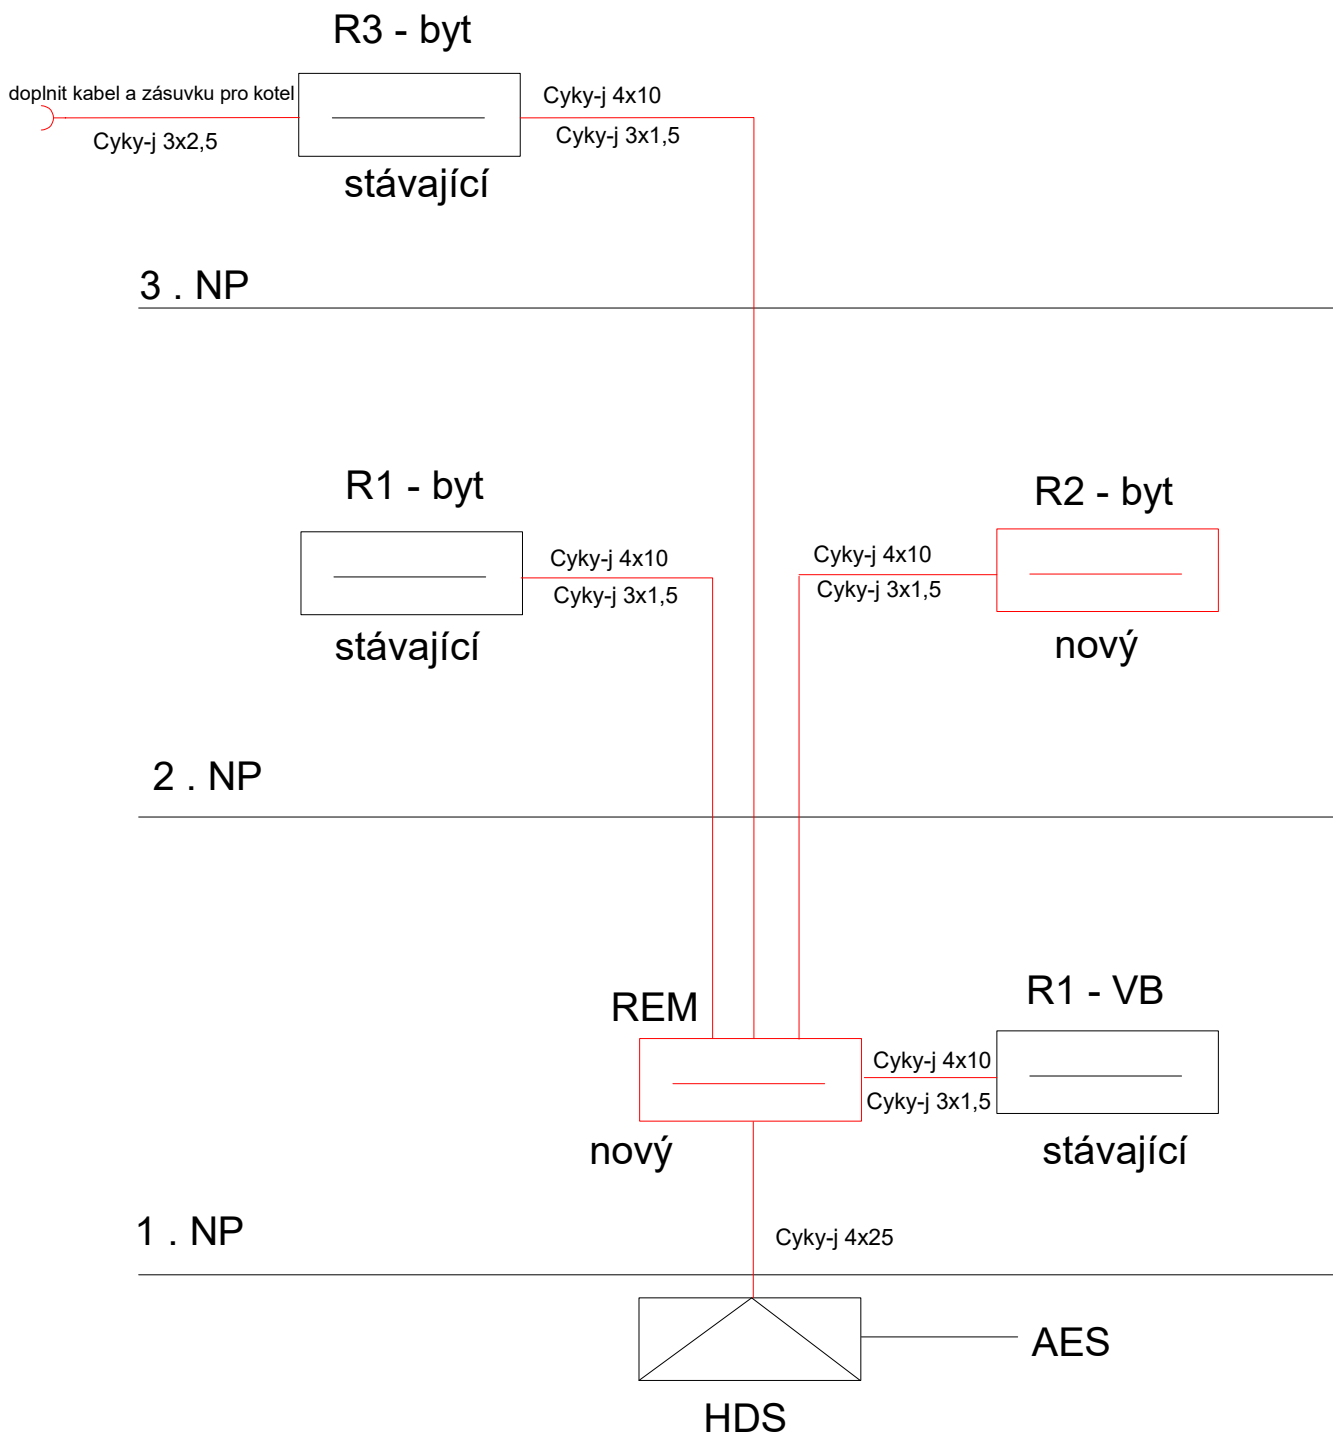 R3 - byt
doplnit kabel a zásuvku pro kotel
Cyky-j 4x10
Cyky-j 3x2,5
Cyky-j 3x1,5
stávající
3 . NP
R1 - byt
R2 - byt
Cyky-j 4x10
Cyky-j 4x10
Cyky-j 3x1,5
Cyky-j 3x1,5
stávající
nový
2 . NP
R1 - VB
REM
Cyky-j 4x10
Cyky-j 3x1,5
nový
stávající
1 . NP
Cyky-j 4x25
AES
HDS